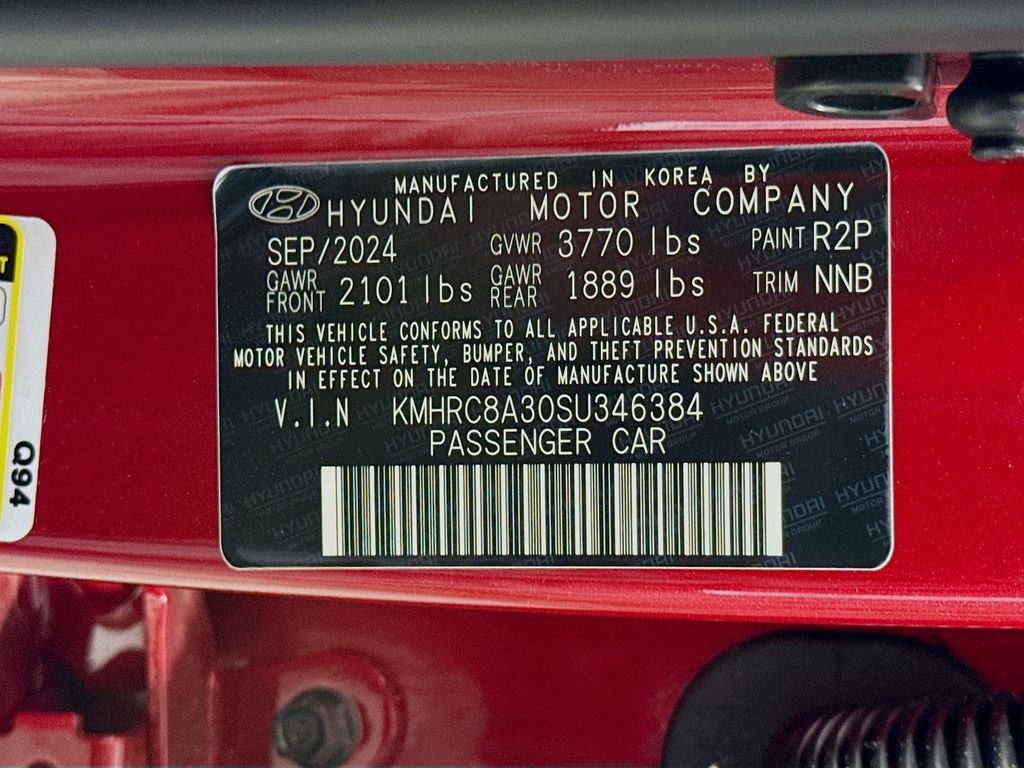 MANUFACTURED IN KOREA BY
HYUNDAI MOTOR COMPANY
SEP/2024 GVWR 3770 lbs PAINT R2P
GAWR FRONT 2101 lbs GAWR REAR 1889 lbs TRIM NNB
THIS VEHICLE CONFORMS TO ALL APPLICABLE U.S.A. FEDERAL
MOTOR VEHICLE SAFETY, BUMPER, AND THEFT PREVENTION STANDARDS
IN EFFECT ON THE DATE OF MANUFACTURE SHOWN ABOVE
V.I.N KMHRC8A30SU346384
PASSENGER CAR
HYUNDAI
MOTOR GROUP
Q94